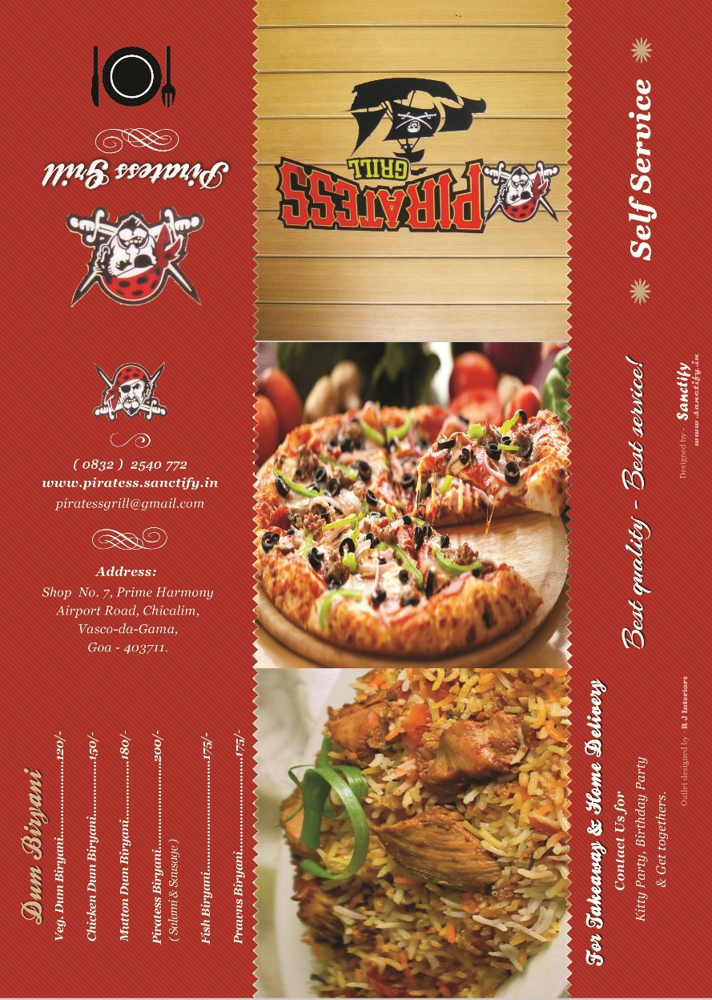 Piratess Grill
( 0832 ) 2540 772
www.piratess.sanctify.in
piratessgrill@gmail.com
Address:
Shop No. 7, Prime Harmony
Airport Road, Chicalim,
Vasco-da-Gama,
Goa - 403711.
Dum Biryani
Veg. Dum Biryani..................120/-
Chicken Dum Biryani.............150/-
Mutton Dum Biryani..............180/-
Piratess Biryani......................200/-
( Salami & Sausage )
Fish Biryani............................175/-
Prawns Biryani.......................175/-
PIRATESS
GRILL
Self Service
Best quality - Best service!
Designed by - Sanctify
www.sanctify.in
For Takeaway & Home Delivery
Contact Us for
Kitty Party, Birthday Party
& Get togethers.
Outlet designed by - R J Interiors